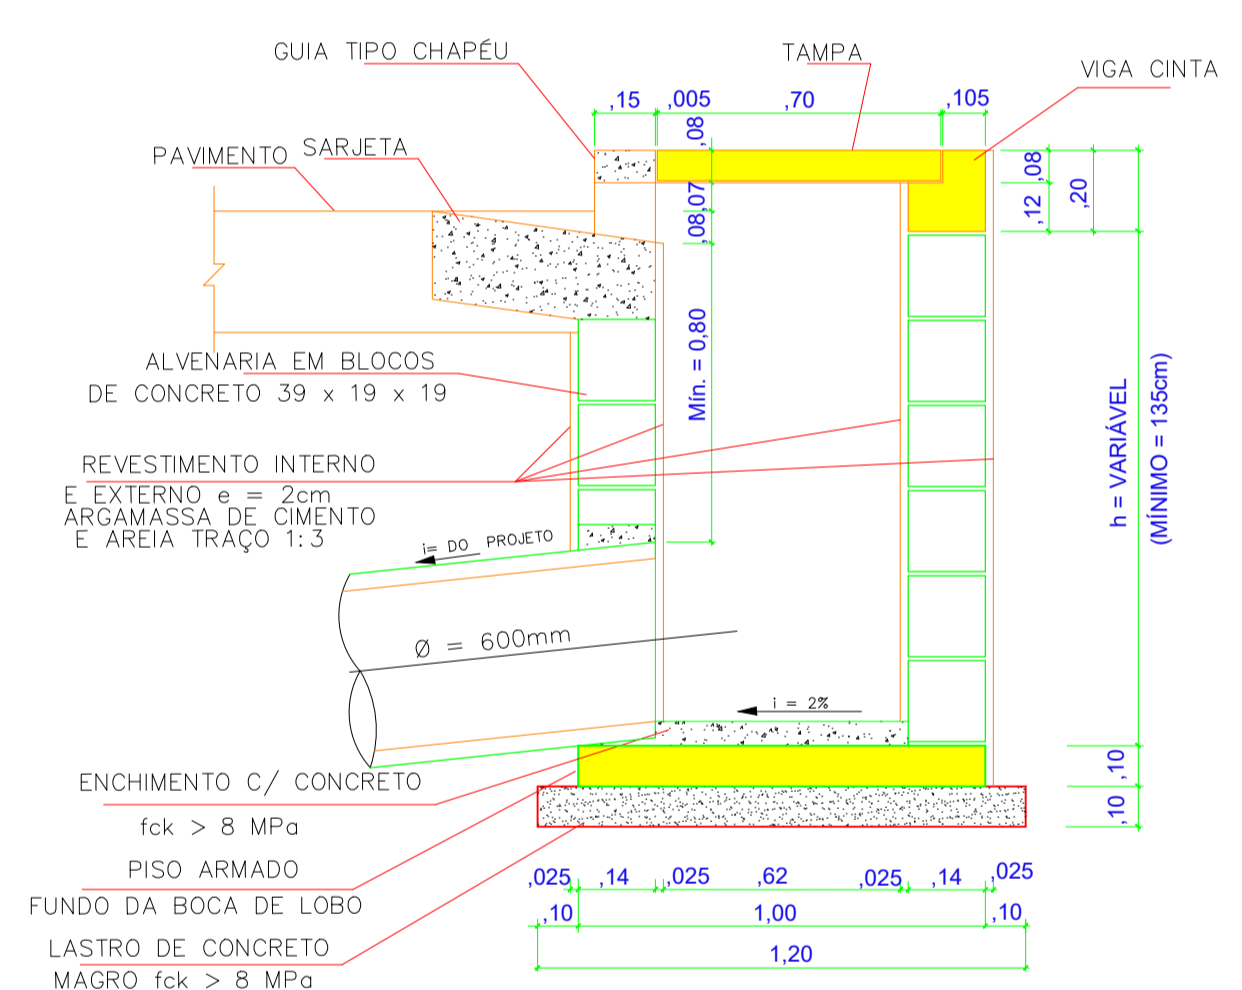 GUIA TIPO CHAPÉU
TAMPA
VIGA CINTA
,15
,005
,70
,105
PAVIMENTO
SARJETA
,08
,07
,08
,08
,12
,20
ALVENARIA EM BLOCOS
DE CONCRETO 39 x 19 x 19
Mín. = 0,80
h = VARIÁVEL
(MÍNIMO = 135cm)
REVESTIMENTO INTERNO
E EXTERNO e = 2cm
ARGAMASSA DE CIMENTO
E AREIA TRAÇO 1:3
i= DO PROJETO
Ø = 600mm
i = 2%
ENCHIMENTO C/ CONCRETO
fck > 8 MPa
,10
,10
PISO ARMADO
FUNDO DA BOCA DE LOBO
LASTRO DE CONCRETO
MAGRO fck > 8 MPa
,025
,14
,025
,62
,025
,14
,025
,10
1,00
,10
1,20